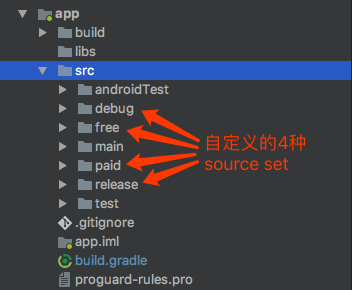 app
build
libs
src
androidTest
debug
free
main
paid
release
test
.gitignore
app.iml
build.gradle
proguard-rules.pro
自定义的4种
source set